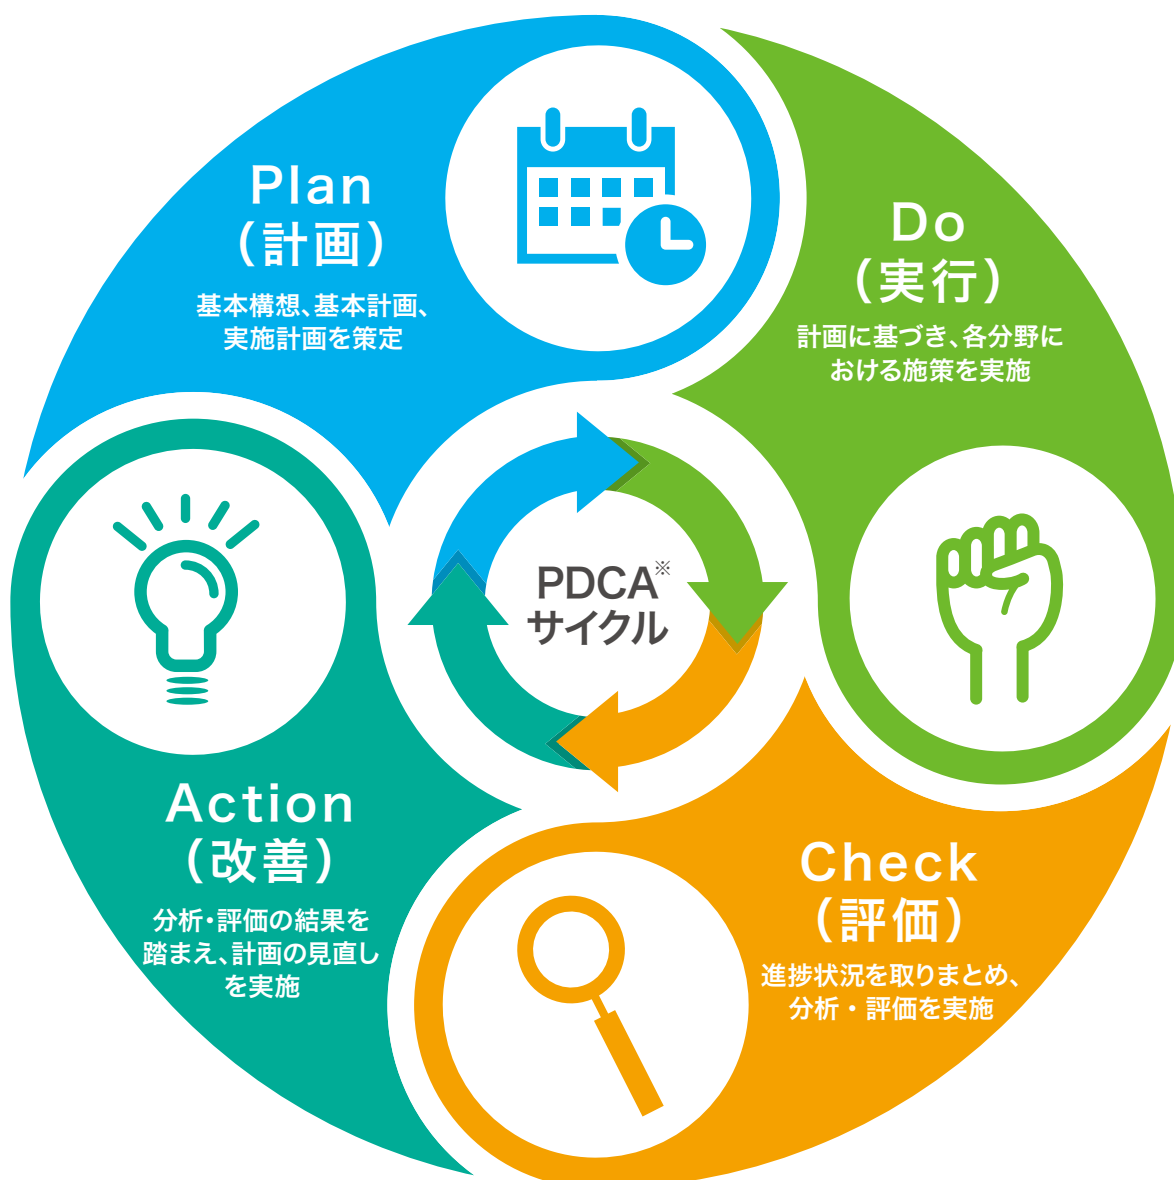 Plan
（計画）
基本構想、基本計画、
実施計画を策定
Do
（実行）
計画に基づき、各分野に
おける施策を実施
PDCA※
サイクル
Action
（改善）
分析・評価の結果を
踏まえ、計画の見直し
を実施
Check
（評価）
進捗状況を取りまとめ、
分析・評価を実施